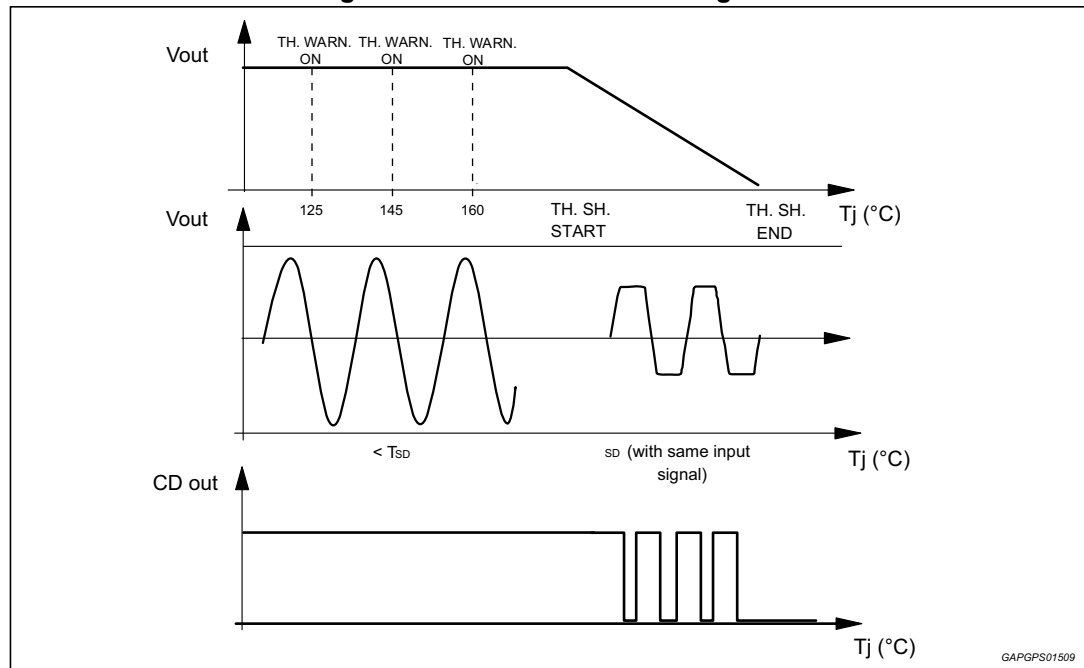 Vout
TH. WARN. TH. WARN. TH. WARN.
ON ON ON
125 145 160 TH. SH. START TH. SH. END Tj (°C)
Vout
< TSD
SD (with same input
signal)
Tj (°C)
CD out
Tj (°C)
GAPGPS01509